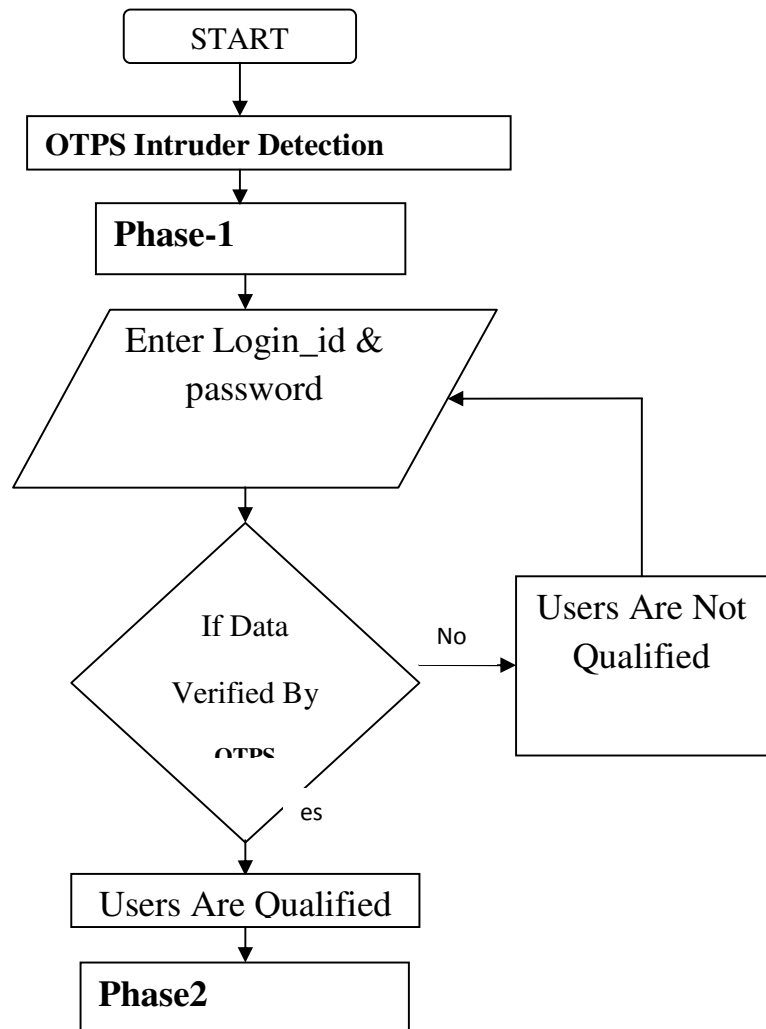 START
OTPS Intruder Detection
Phase-1
Enter Login_id &
password
If Data
Verified By
OTPS
No
Users Are Not
Qualified
es
Users Are Qualified
Phase2